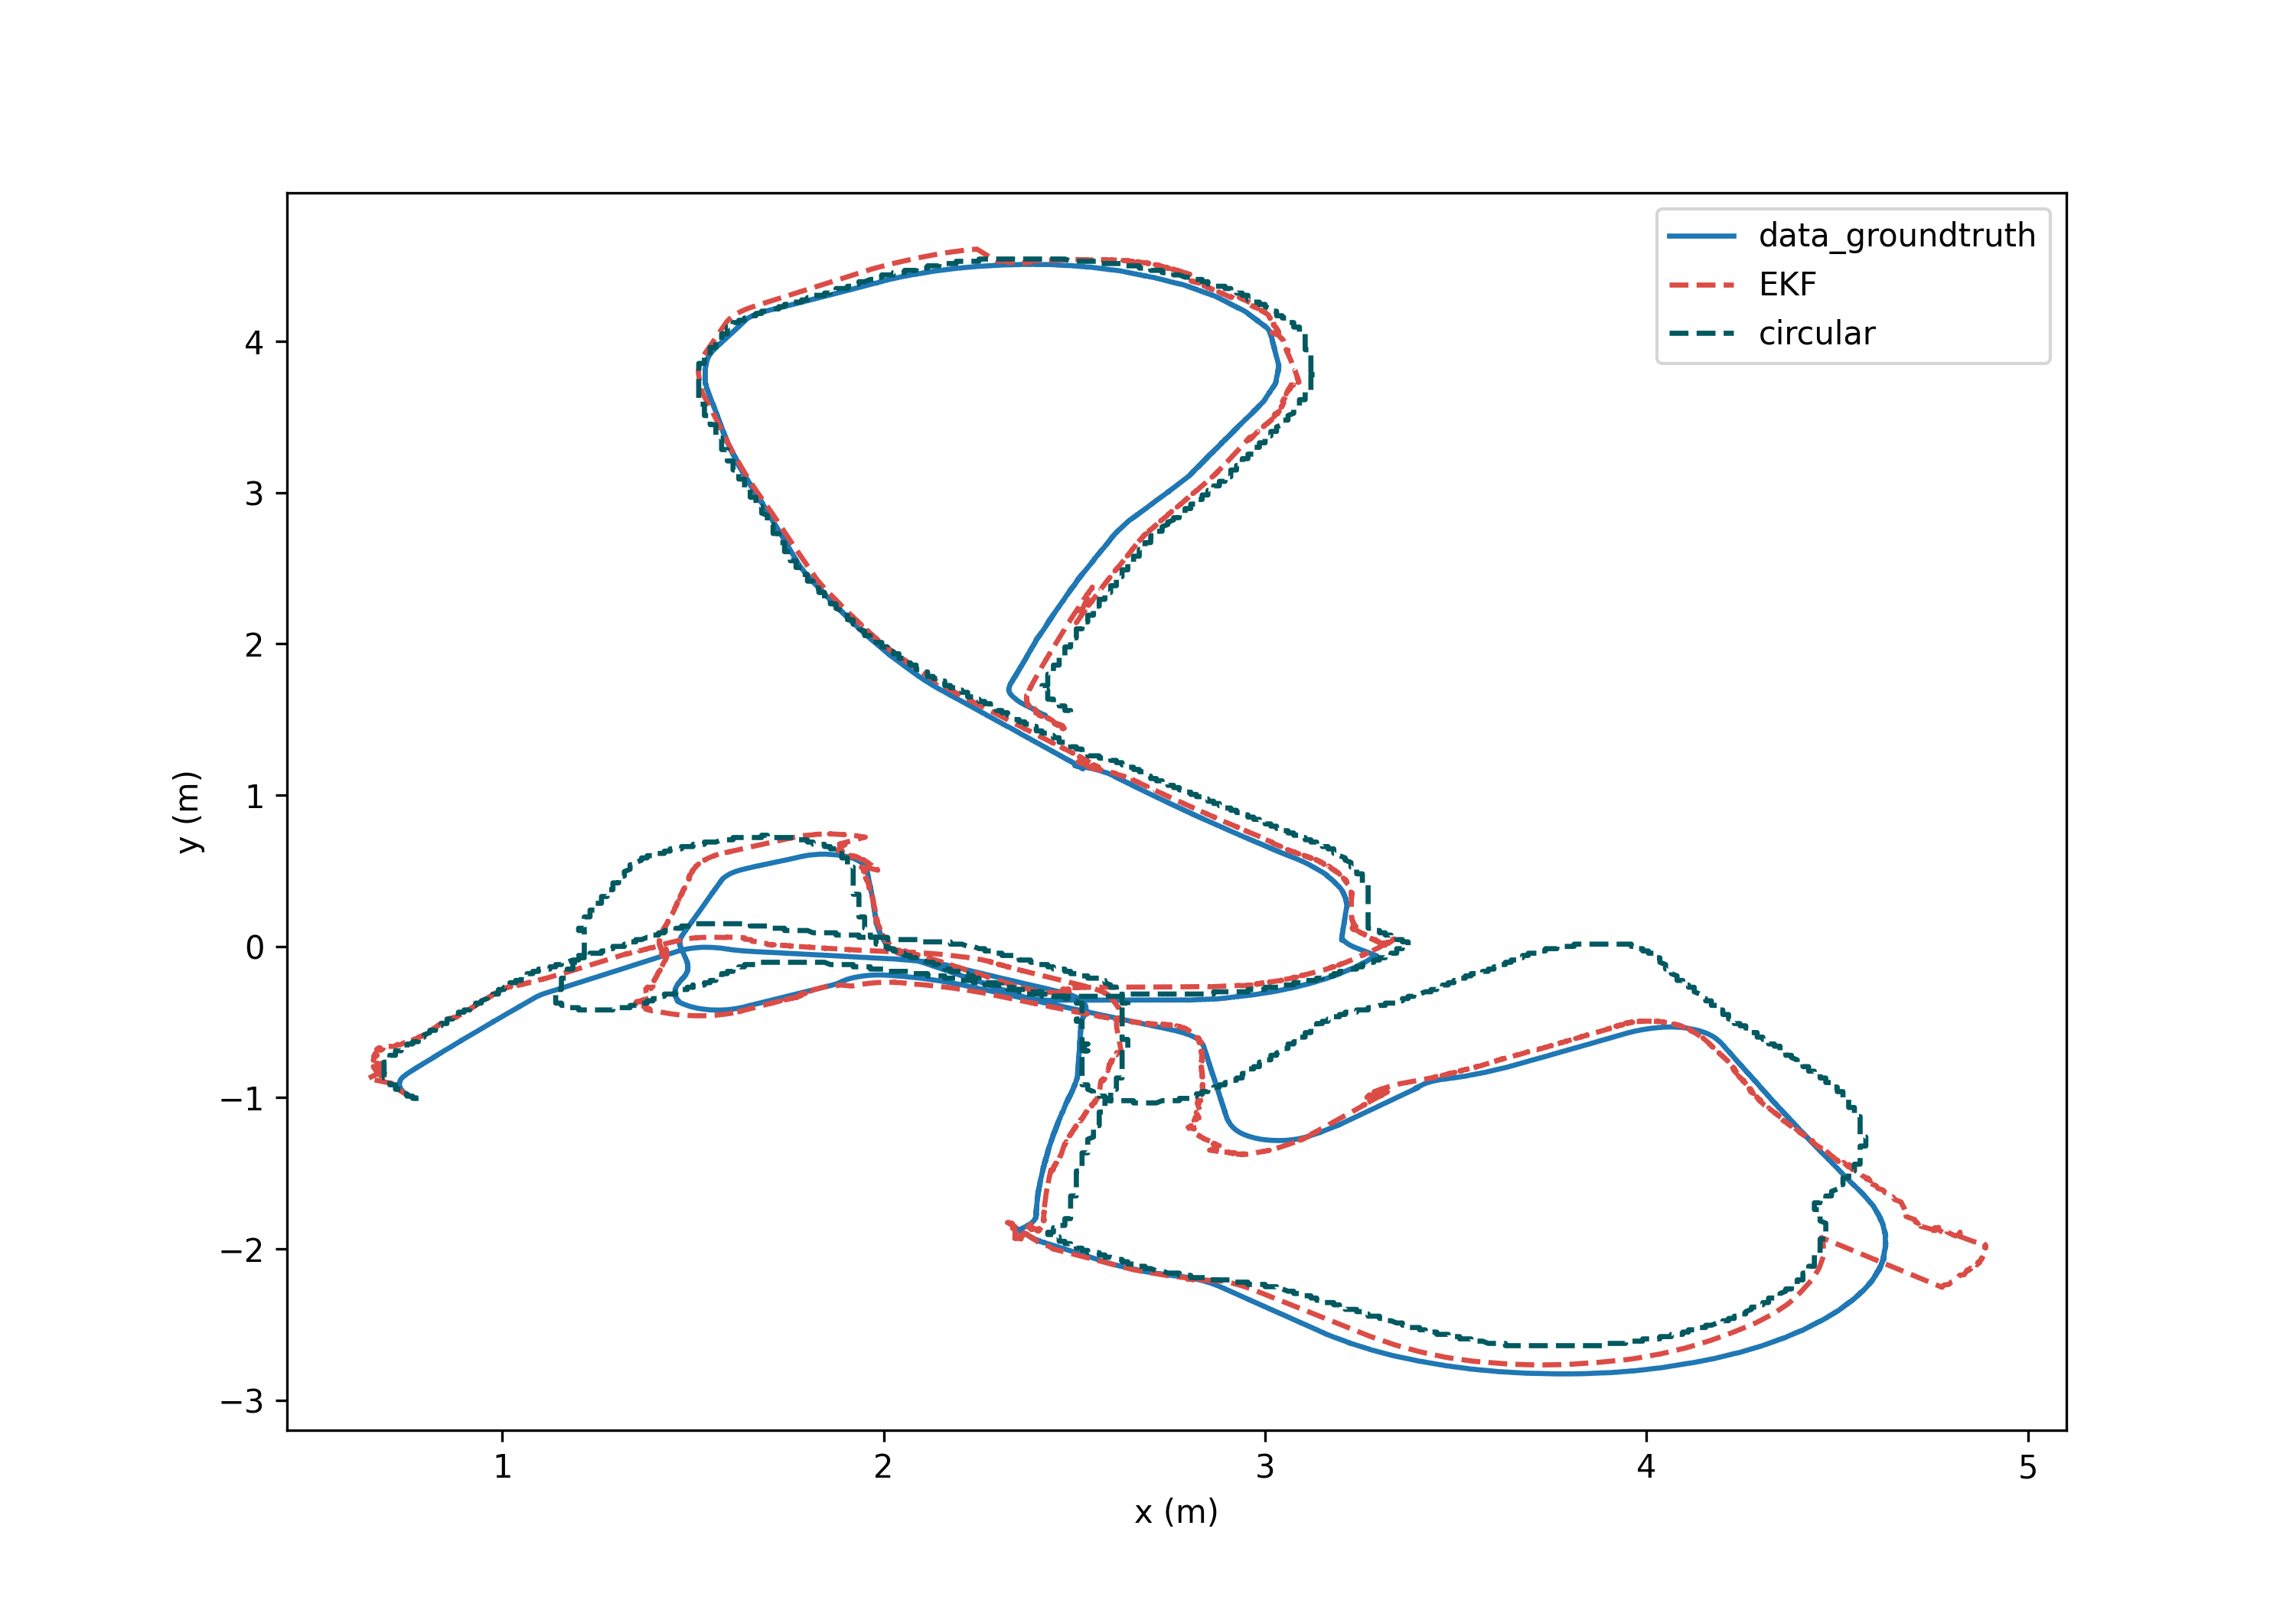 data_groundtruth
EKF
circular
4
3
2
1
0
−1
−2
−3
y (m)
1 2 3 4 5
x (m)